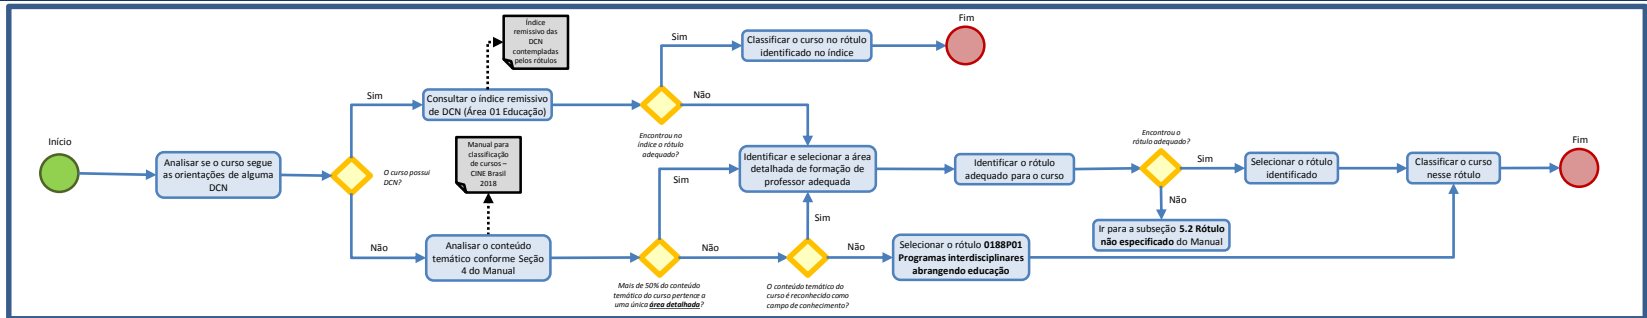 Início
Analisar se o curso segue
as orientações de alguma
DCN
O curso possui
DCN?
Sim
Consultar o índice remissivo
de DCN (Área 01 Educação)
Índice
remissivo das
DCN
contempladas
pelos rótulos
Encontrou no
índice o rótulo
adequado?
Sim
Classificar o curso no rótulo
identificado no índice
Fim
Não
Não
Analisar o conteúdo
temático conforme Seção
4 do Manual
Manual para
classificação
de cursos –
CINE Brasil
2018
Mais de 50% do conteúdo
temático do curso pertence a
uma única área detalhada?
Sim
Não
O conteúdo temático do
curso é reconhecido como
campo de conhecimento?
Sim
Não
Identificar e selecionar a área
detalhada de formação de
professor adequada
Selecionar o rótulo 0188P01
Programas interdisciplinares
abrangendo educação
Identificar o rótulo
adequado para o curso
Encontrou o
rótulo adequado?
Sim
Não
Ir para a subseção 5.2 Rótulo
não especificado do Manual
Selecionar o rótulo
identificado
Classificar o curso
nesse rótulo
Fim